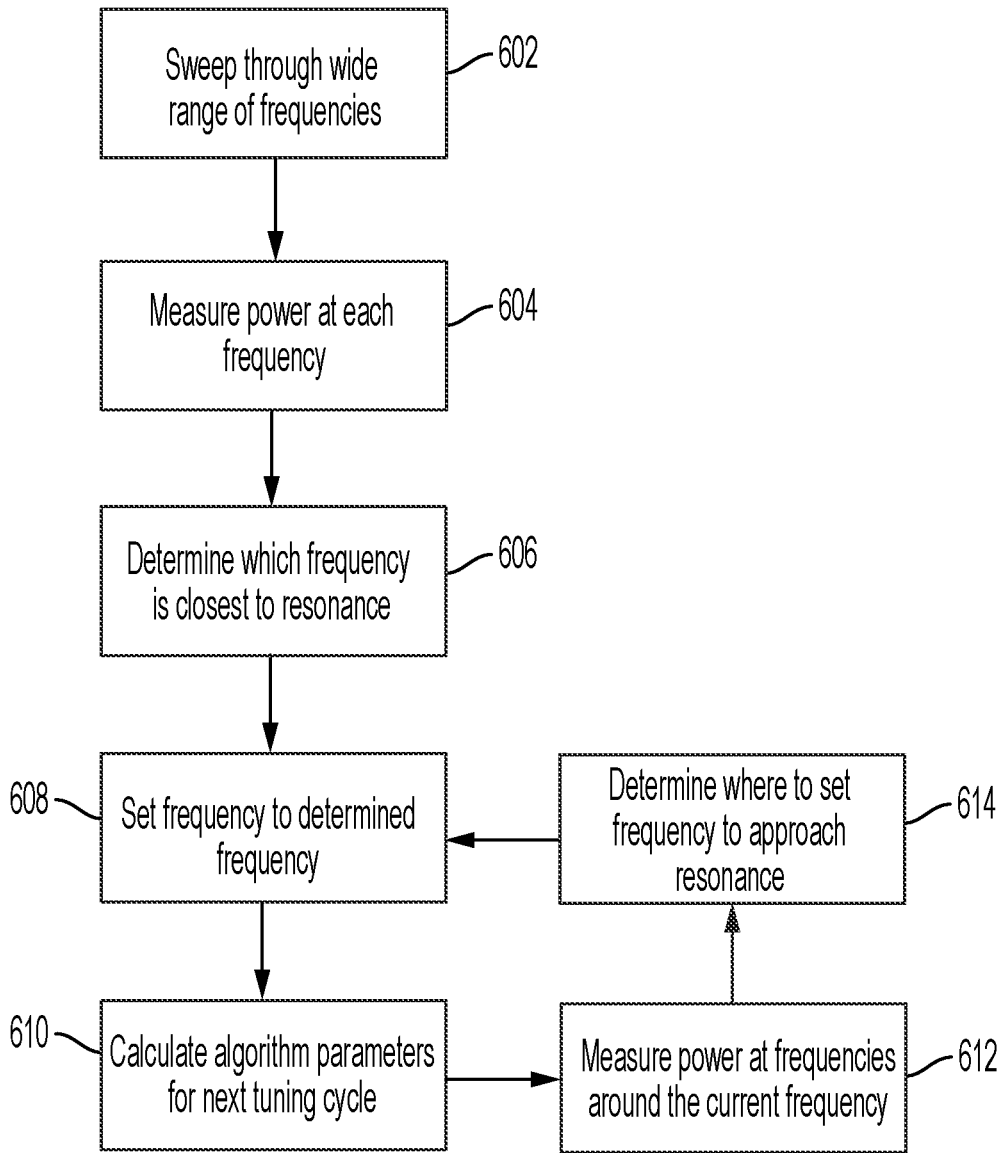 Sweep through wide
range of frequencies
602
Measure power at each
frequency
604
Determine which frequency
is closest to resonance
606
608
Set frequency to determined
frequency
Determine where to set
frequency to approach
resonance
614
610
Calculate algorithm parameters
for next tuning cycle
Measure power at frequencies
around the current frequency
612